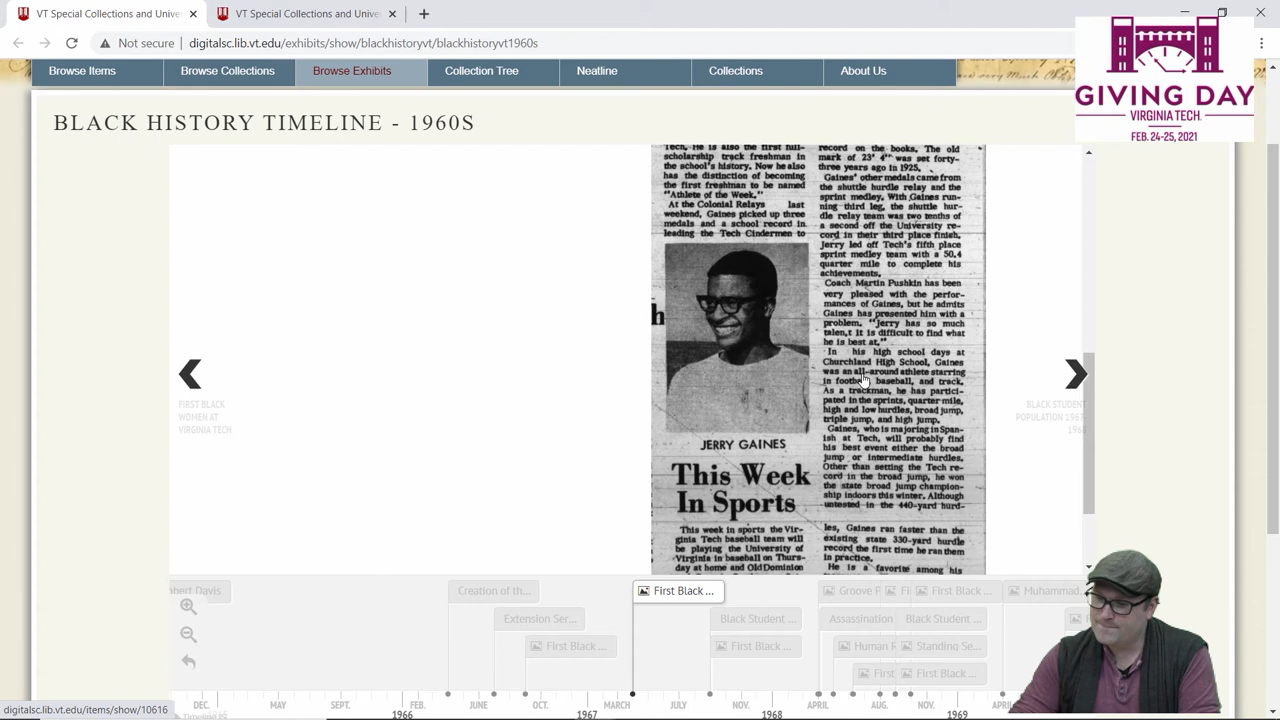 VT Special Collections and Univer
VT Special Collections and Univer
Not secure
digitalsc.lib.vt.edu/exhibits/show/blackhistoryvt/blackhistoryvt1960s
Browse Items
Browse Collections
Browse Exhibits
Collection Tree
Neatline
Collections
About Us
GIVING DAY
VIRGINIA TECH.
FEB. 24-25, 2021
BLACK HISTORY TIMELINE - 1960S
Tech. He is also the first full-
scholarship track freshman in
the school's history. Now he also
has the distinction of becoming
the first freshman to be named
"Athlete of the Week."
At the Colonial Relays last
weekend, Gaines picked up three
medals and a school record in
leading the Tech Cindermen to
h
JERRY GAINES
This Week
In Sports
This week in sports the Vir-
ginia Tech baseball team will
be playing the University of
Virginia in baseball on Thurs-
day at home and Old Dominion
record on the books. The old
mark of 23' 4" was set forty-
three years ago in 1925.
Gaines' other medals came from
the shuttle hurdle relay and the
sprint medley. With Gaines run-
ning third leg, the shuttle hur-
dle relay team was two tenths of
a second off the University re-
cord in their third place finish.
Jerry led off Tech's fifth place
sprint medley team with a 50.4
quarter mile to complete his
achievements.
Coach Martin Pushkin has been
very pleased with the perfor-
mances of Gaines, but he admits
Gaines has presented him with a
problem. "Jerry has so much
talen,t it is difficult to find what
he is best at."
In his high school days at
Churchland High School, Gaines
was an all-around athlete starring
in football, baseball, and track.
As a trackman, he has partici-
pated in the sprints, quarter mile,
high and low hurdles, broad jump,
triple jump, and high jump.
Gaines, who is majoring in Span-
ish at Tech, will probably find
his best event either the broad
jump or intermediate hurdles.
Other than setting the Tech re-
cord in the broad jump, he won
the state broad jump champion-
ship indoors this winter. Although
untested in the 440-yard hurd-
les, Gaines ran faster than the
existing state 330-yard hurdle
record the first time he ran them
in practice.
He is a favorite among his
FIRST BLACK
WOMEN AT
VIRGINIA TECH
BLACK STUDENT
POPULATION 1967-
1968
obert Davis
Creation of th...
First Black ...
Groove P
Fi
First Black ...
Muhammad
Extension Ser...
Black Student ...
Assassination
Black Student ...
First Black ...
First Black ...
Human R
Standing Se...
First
First Black ...
DEC.
MAY
SEPT.
FEB.
OCT.
MARCH
JULY
NOV.
APRIL
AUG.
NOV.
APRIL
1966
1967
1968
1969
TimelineJS
digitalsc.lib.vt.edu/items/show/10616